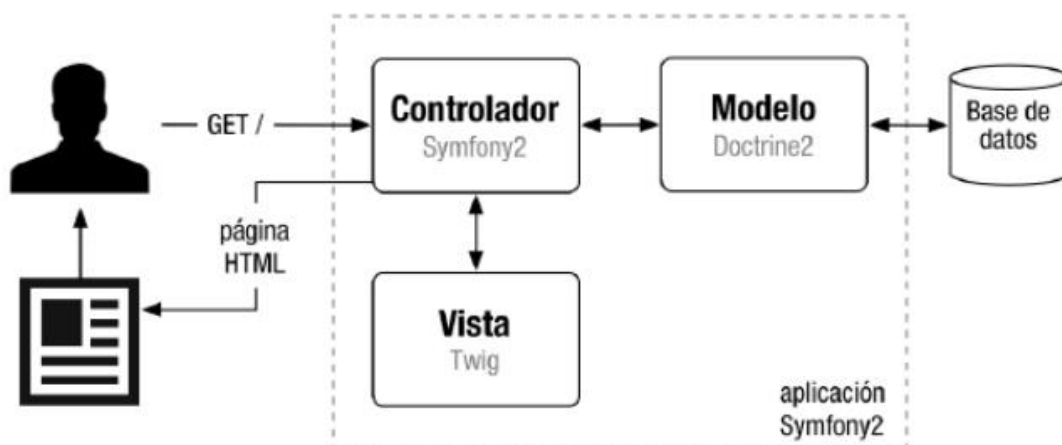 GET /
Controlador
Symfony2
Modelo
Doctrine2
Base de
datos
página
HTML
Vista
Twig
aplicación
Symfony2